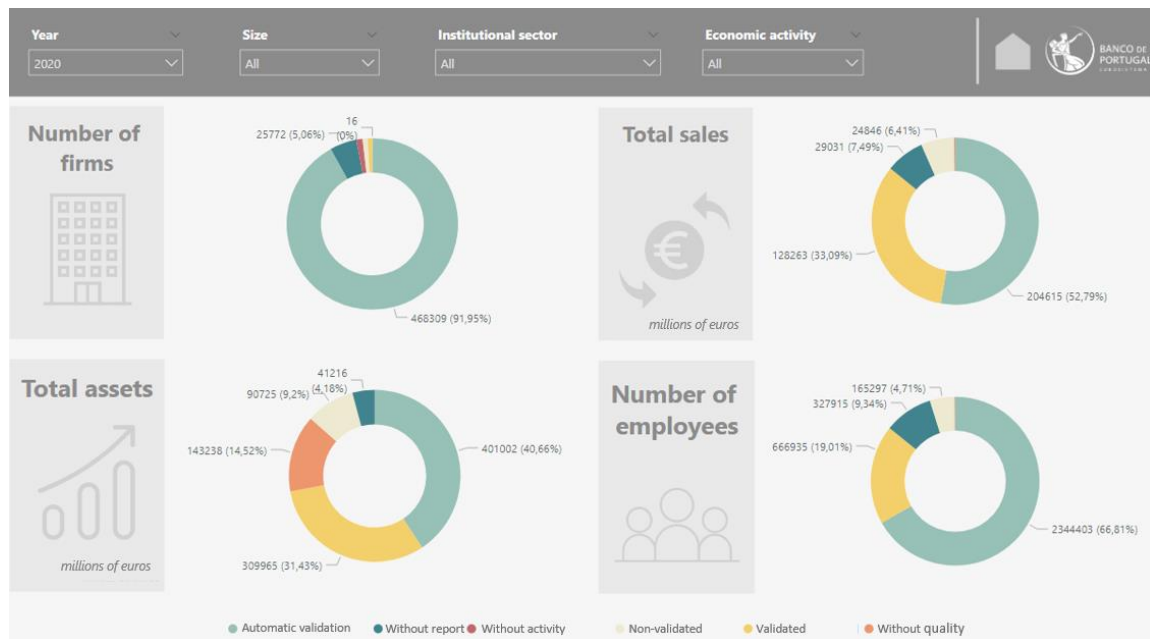 Year
Size
Institutional sector
Economic activity
2020
All
All
All
BANCO DE
PORTUGAL
EUROSISTEMA
Number of
firms
16
25772 (5,06%)
(0%)
468309 (91,95%)
Total sales
millions of euros
24846 (6,41%)
29031 (7,49%)
128263 (33,09%)
204615 (52,79%)
Total assets
millions of euros
41216
(4,18%)
90725 (9,2%)
143238 (14,52%)
401002 (40,66%)
309965 (31,43%)
Number of
employees
165297 (4,71%)
327915 (9,34%)
666935 (19,01%)
2344403 (66,81%)
Automatic validation
Without report
Without activity
Non-validated
Validated
Without quality